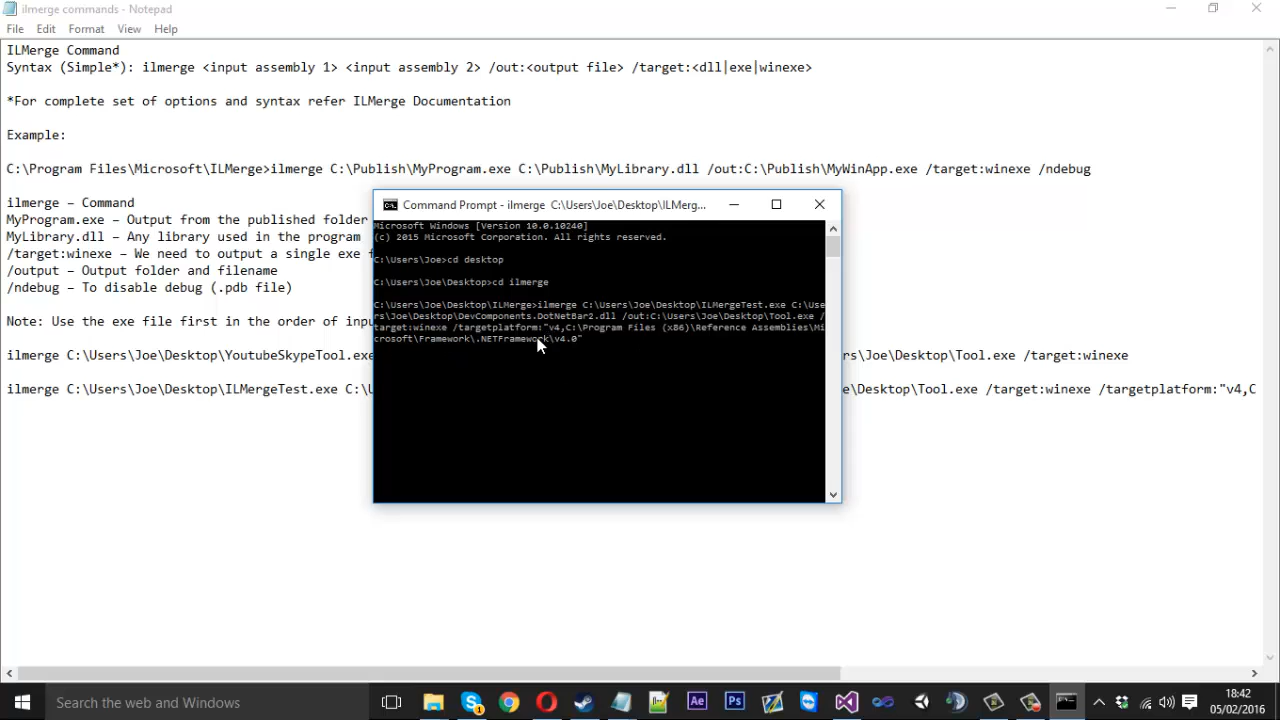 ilmerge commands - Notepad
File Edit Format View Help
ILMerge Command
Syntax (Simple*): ilmerge <input assembly 1> <input assembly 2> /out:<output file> /target:<dll|exe|winexe>
*For complete set of options and syntax refer ILMerge Documentation
Example:
C:\Program Files\Microsoft\ILMerge>ilmerge C:\Publish\MyProgram.exe C:\Publish\MyLibrary.dll /out:C:\Publish\MyWinApp.exe /target:winexe /ndebug
ilmerge – Command
MyProgram.exe – Output from the published folder
MyLibrary.dll – Any library used in the program
/target:winexe – We need to output a single exe
/output – Output folder and filename
/ndebug – To disable debug (.pdb file)
Note: Use the exe file first in the order of
ilmerge C:\Users\Joe\Desktop\YoutubeSkypeTool.exe rs\Joe\Desktop\Tool.exe /target:winexe
ilmerge C:\Users\Joe\Desktop\ILMergeTest.exe C:\U e\Desktop\Tool.exe /target:winexe /targetplatform:"v4,C
Command Prompt - ilmerge C:\Users\Joe\Desktop\ILMerg...
Microsoft Windows [Version 10.0.10240]
(c) 2015 Microsoft Corporation. All rights reserved.
C:\Users\Joe>cd desktop
C:\Users\Joe\Desktop>cd ilmerge
C:\Users\Joe\Desktop\ILMerge>ilmerge C:\Users\Joe\Desktop\ILMergeTest.exe C:\Use
rs\Joe\Desktop\DevComponents.DotNetBar2.dll /out:C:\Users\Joe\Desktop\Tool.exe /
target:winexe /targetplatform:"v4,C:\Program Files (x86)\Reference Assemblies\Mi
crosoft\Framework\.NETFramework\v4.0"
Search the web and Windows
Ae Ps
18:42
05/02/2016